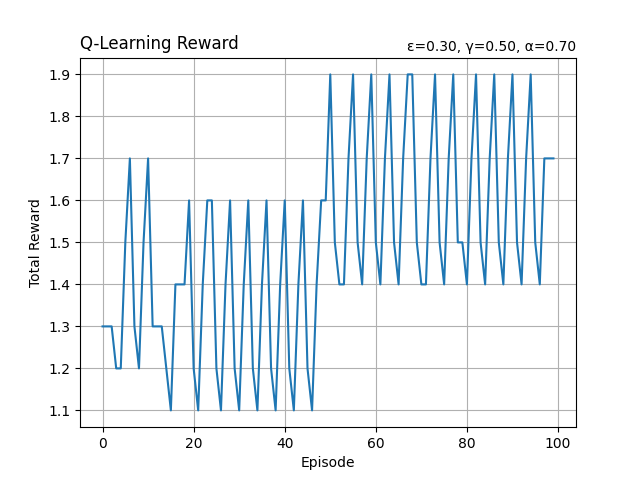 Q-Learning Reward
ε=0.30, γ=0.50, α=0.70
Total Reward
1.9
1.8
1.7
1.6
1.5
1.4
1.3
1.2
1.1
0 20 40 60 80 100
Episode